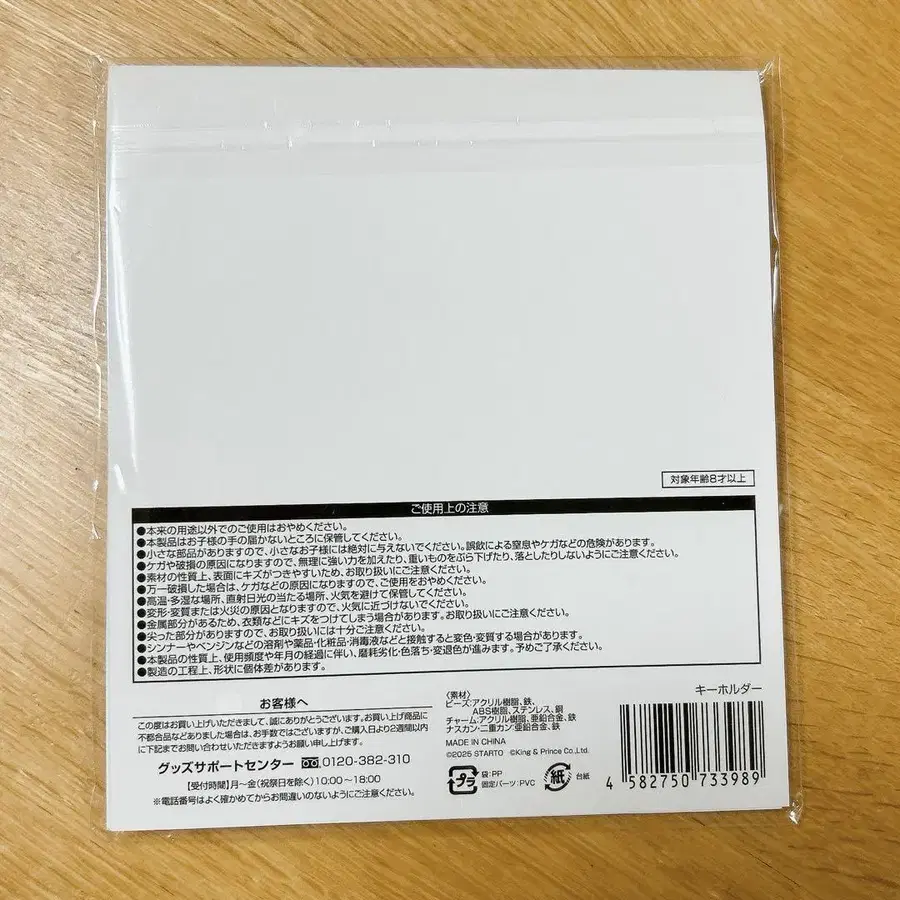 対象年齢8才以上
ご使用上の注意
●本来の用途以外でのご使用はおやめください。
●本製品はお子様の手の届かないところに保管してください。
●小さな部品がありますので、小さなお子様には絶対に与えないでください。誤飲による窒息やケガなどの危険があります。
●ケガや破損の原因になりますので、無理に強い力を加えたり、重いものをぶら下げたり、落としたりしないようにご注意ください。
●素材の性質上、表面にキズがつきやすいため、お取り扱いにご注意ください。
●万一破損した場合は、ケガなどの原因になりますので、ご使用をおやめください。
●高温・多湿な場所、直射日光の当たる場所、火気を避けて保管してください。
●変形・変質または火災の原因となりますので、火気に近づけないでください。
●金属部分があるため、衣類などにキズをつけてしまう場合があります。お取り扱いにご注意ください。
●尖った部分がありますので、お取り扱いには十分ご注意ください。
●シンナーやベンジンなどの溶剤や薬品・化粧品・消毒液などと接触すると変色・変質する場合があります。
●本製品の性質上、使用頻度や年月の経過に伴い、磨耗劣化・色落ち・変退色が進みます。予めご了承ください。
●製造の工程上、形状に個体差があります。
お客様へ
この度はお買い上げいただきまして、誠にありがとうございます。お買い上げ商品に
不都合品などありました場合は、お手数ではございますが、ご購入日より2週間以内
に下記までお問い合わせいただきますようお願い申し上げます。
グッズサポートセンター 0120-382-310
【受付時間】月〜金(祝祭日を除く)10:00〜18:00
※電話番号はよく確かめてからお間違いのないようにご注意ください。
〈素材〉
ビーズ:アクリル樹脂、鉄、
ABS樹脂、ステンレス、銅
チャーム:アクリル樹脂、亜鉛合金、鉄
ナスカン・二重カン:亜鉛合金、鉄
MADE IN CHINA
©2025 STARTO ©King & Prince Co.,Ltd.
プラ 袋:PP
固定パーツ:PVC
紙 台紙
キーホルダー
4 582750 733989